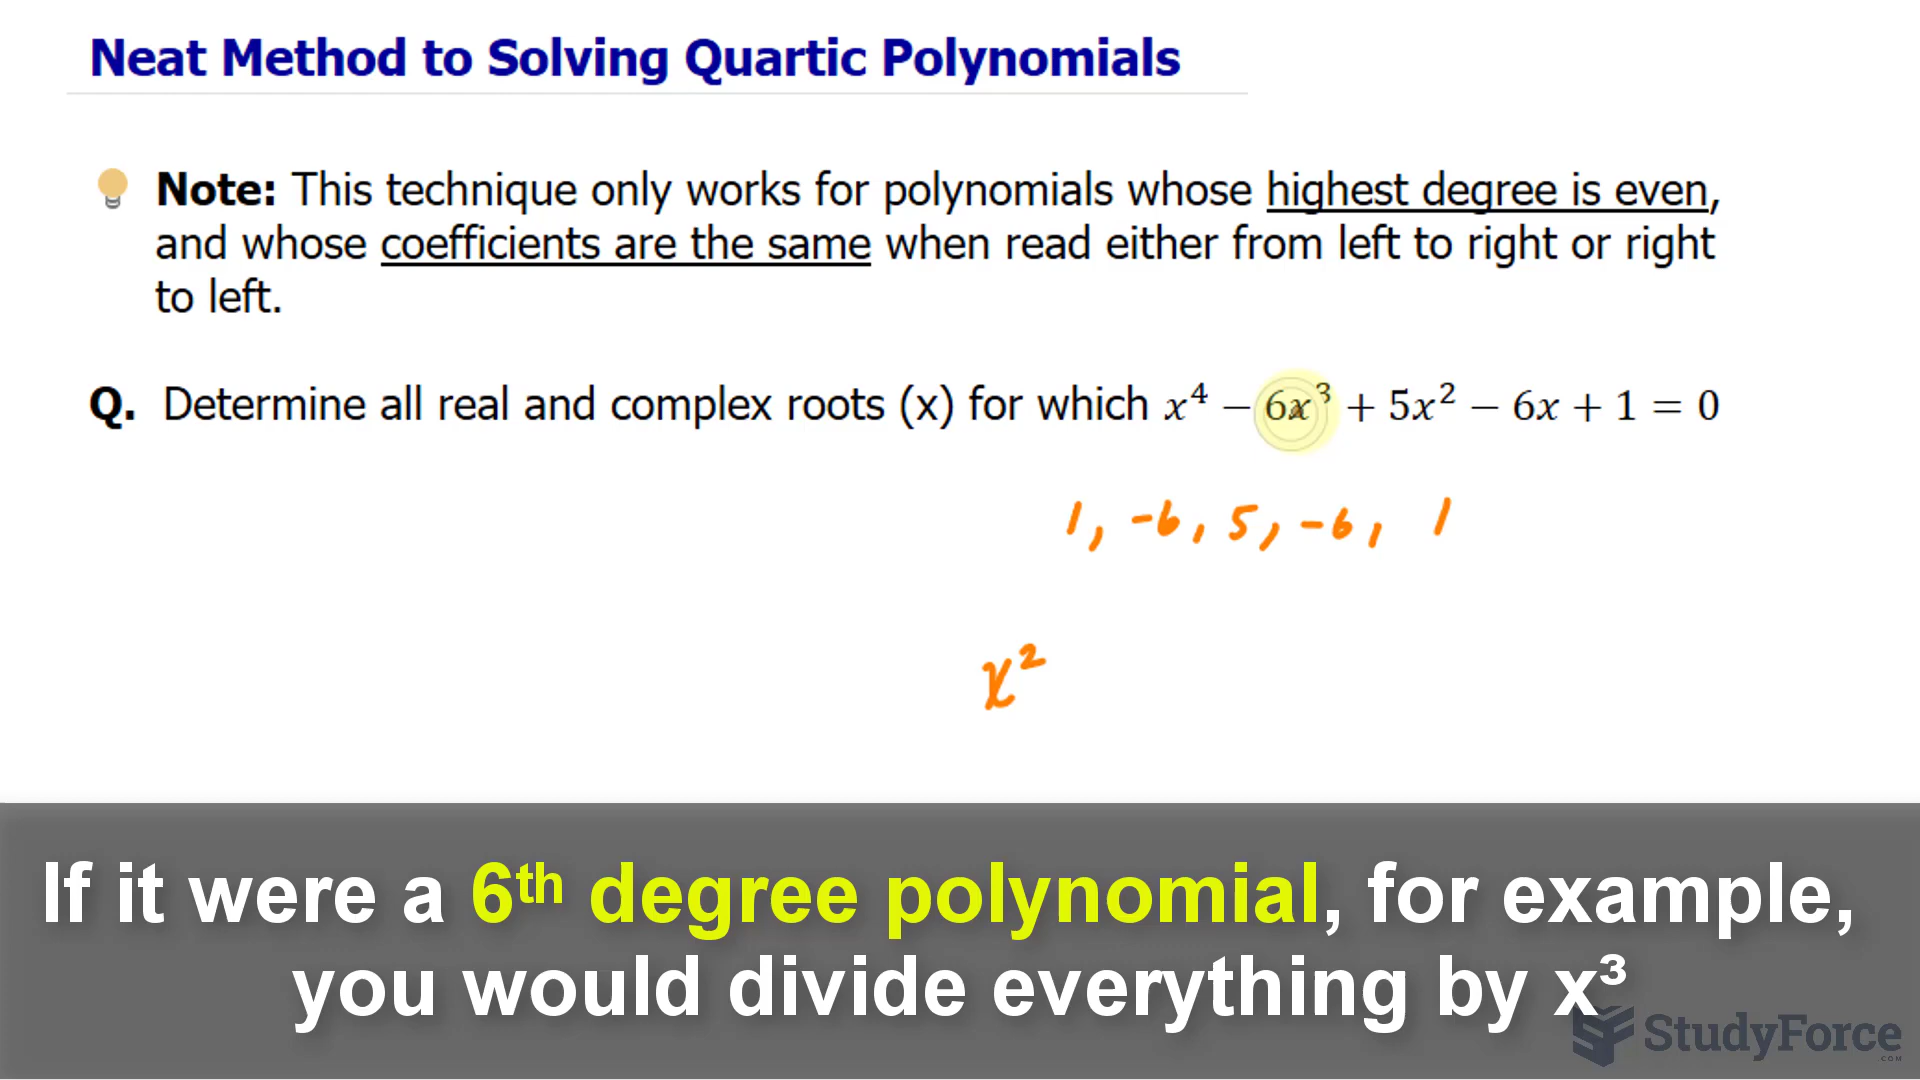 Neat Method to Solving Quartic Polynomials
Note: This technique only works for polynomials whose highest degree is even,
and whose coefficients are the same when read either from left to right or right
to left.
Q. Determine all real and complex roots (x) for which x⁴ − 6x³ + 5x² − 6x + 1 = 0
1, -6, 5, -6, 1
x²
If it were a 6th degree polynomial, for example,
you would divide everything by x³
StudyForce
.COM